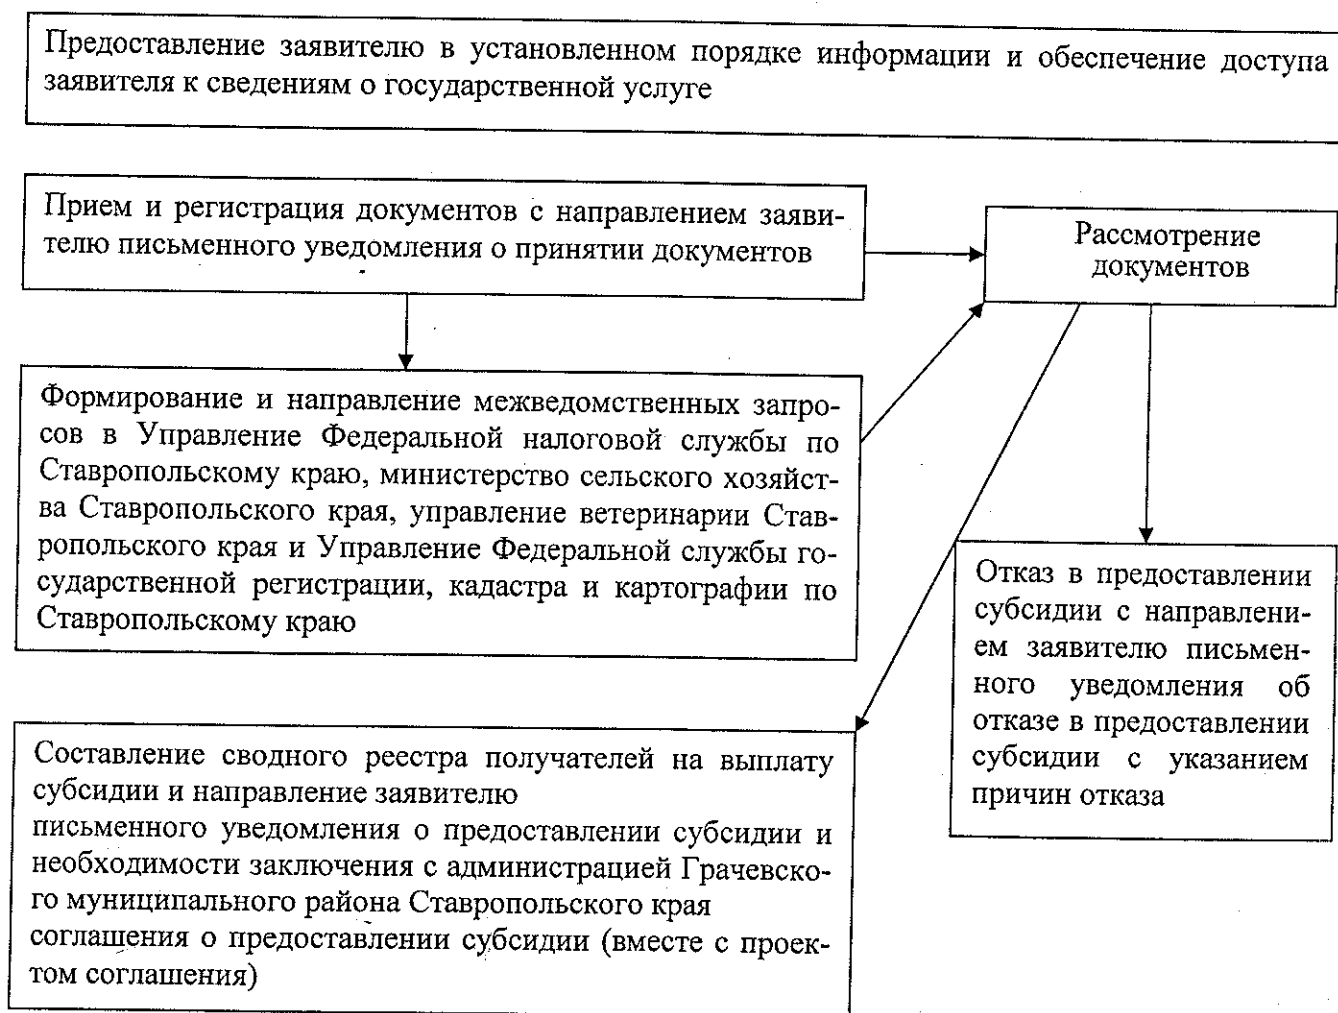 Предоставление заявителю в установленном порядке информации и обеспечение доступа
заявителя к сведениям о государственной услуге
Прием и регистрация документов с направлением заяви-
телю письменного уведомления о принятии документов
Рассмотрение
документов
Формирование и направление межведомственных запро-
сов в Управление Федеральной налоговой службы по
Ставропольскому краю, министерство сельского хозяйст-
ва Ставропольского края, управление ветеринарии Став-
ропольского края и Управление Федеральной службы го-
сударственной регистрации, кадастра и картографии по
Ставропольскому краю
Отказ в предоставлении
субсидии с направлени-
ем заявителю письмен-
ного уведомления об
отказе в предоставлении
субсидии с указанием
причин отказа
Составление сводного реестра получателей на выплату
субсидии и направление заявителю
письменного уведомления о предоставлении субсидии и
необходимости заключения с администрацией Грачевско-
го муниципального района Ставропольского края
соглашения о предоставлении субсидии (вместе с проек-
том соглашения)